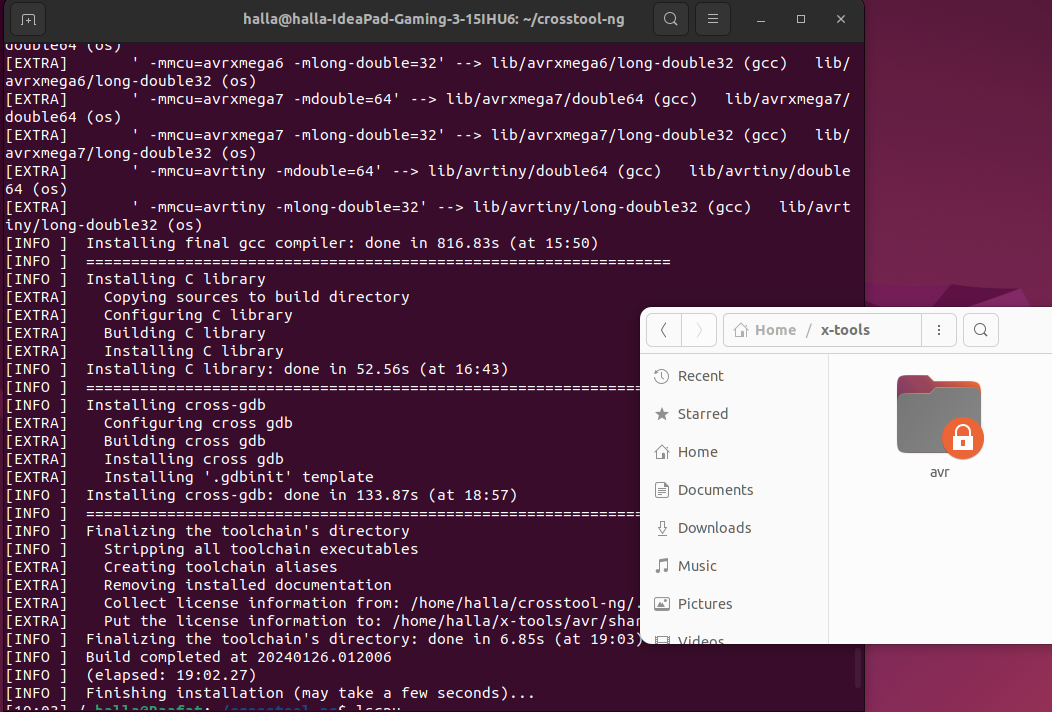 halla@halla-IdeaPad-Gaming-3-15IHU6: ~/crosstool-ng
double64 (os)
[EXTRA]       ' -mmcu=avrxmega6 -mlong-double=32' --> lib/avrxmega6/long-double32 (gcc)   lib/
avrxmega6/long-double32 (os)
[EXTRA]       ' -mmcu=avrxmega7 -mdouble=64' --> lib/avrxmega7/double64 (gcc)   lib/avrxmega7/
double64 (os)
[EXTRA]       ' -mmcu=avrxmega7 -mlong-double=32' --> lib/avrxmega7/long-double32 (gcc)   lib/
avrxmega7/long-double32 (os)
[EXTRA]       ' -mmcu=avrtiny -mdouble=64' --> lib/avrtiny/double64 (gcc)   lib/avrtiny/double
64 (os)
[EXTRA]       ' -mmcu=avrtiny -mlong-double=32' --> lib/avrtiny/long-double32 (gcc)   lib/avrt
iny/long-double32 (os)
[INFO ]  Installing final gcc compiler: done in 816.83s (at 15:50)
[INFO ]  =================================================================
[INFO ]  Installing C library
[EXTRA]    Copying sources to build directory
[EXTRA]    Configuring C library
[EXTRA]    Building C library
[EXTRA]    Installing C library
[INFO ]  Installing C library: done in 52.56s (at 16:43)
[INFO ]  ==============================================================
[INFO ]  Installing cross-gdb
[EXTRA]    Configuring cross gdb
[EXTRA]    Building cross gdb
[EXTRA]    Installing cross gdb
[EXTRA]    Installing '.gdbinit' template
[INFO ]  Installing cross-gdb: done in 133.87s (at 18:57)
[INFO ]  ==============================================================
[INFO ]  Finalizing the toolchain's directory
[INFO ]    Stripping all toolchain executables
[EXTRA]    Creating toolchain aliases
[EXTRA]    Removing installed documentation
[EXTRA]    Collect license information from: /home/halla/crosstool-ng/.
[EXTRA]    Put the license information to: /home/halla/x-tools/avr/shar
[INFO ]  Finalizing the toolchain's directory: done in 6.85s (at 19:03)
[INFO ]  Build completed at 20240126.012006
[INFO ]  (elapsed: 19:02.27)
[INFO ]  Finishing installation (may take a few seconds)...
[19:03] /
Home / x-tools
Recent
Starred
Home
Documents
Downloads
Music
Pictures
Videos
avr